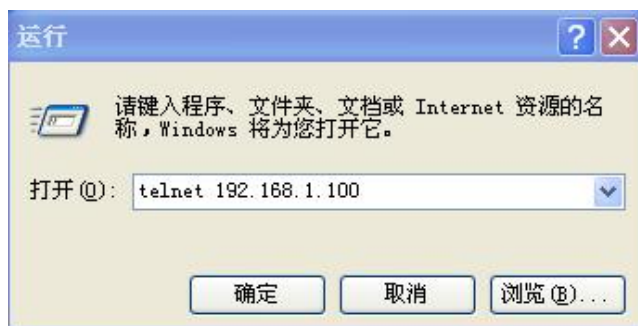 运行
请键入程序、文件夹、文档或 Internet 资源的名
称，Windows 将为您打开它。
打开(O): telnet 192.168.1.100
确定 取消 浏览(B)...